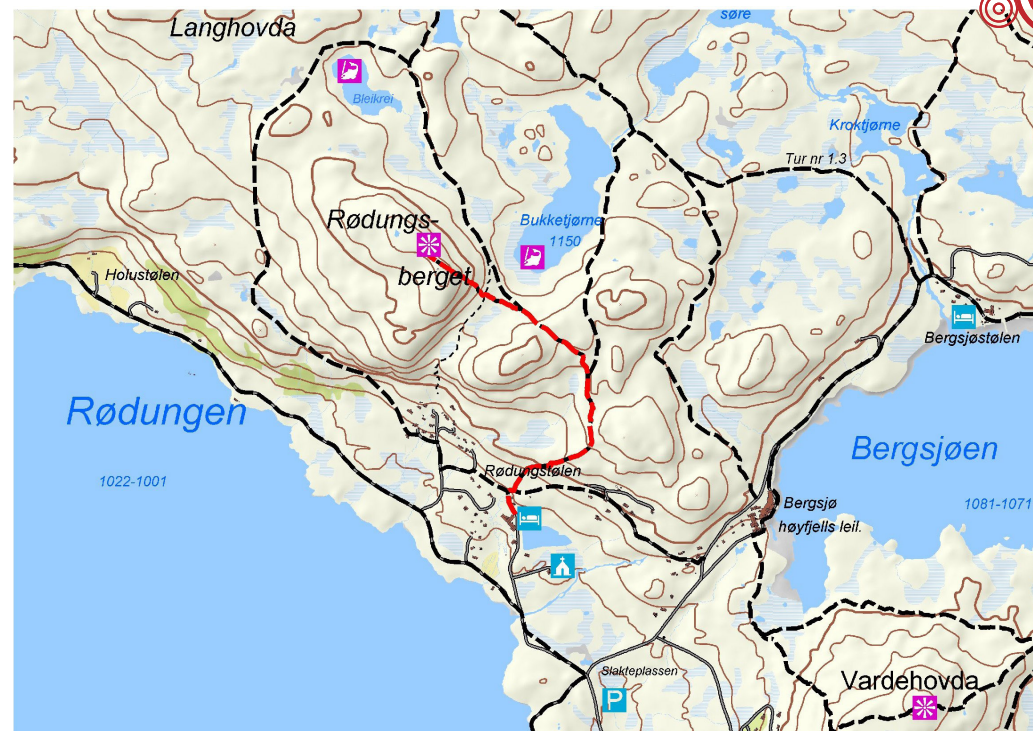 søre
Langhovda
Bleikrei
Kroktjørne
Tur nr 1.3
Rødungs-
berget
Bukketjørne
1150
Holustølen
Bergsjøstølen
Rødungen
1022-1001
Bergsjøen
1081-1071
Rødungstølen
Bergsjø
høyfjells leil.
Slakteplassen
P
Vardehovda